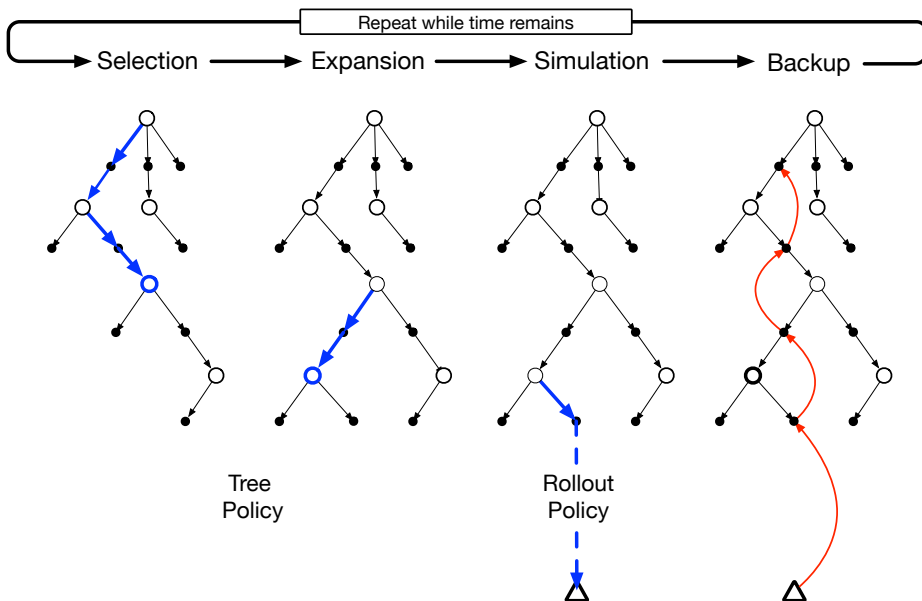 Repeat while time remains
Selection
Expansion
Simulation
Backup
Tree
Policy
Rollout
Policy